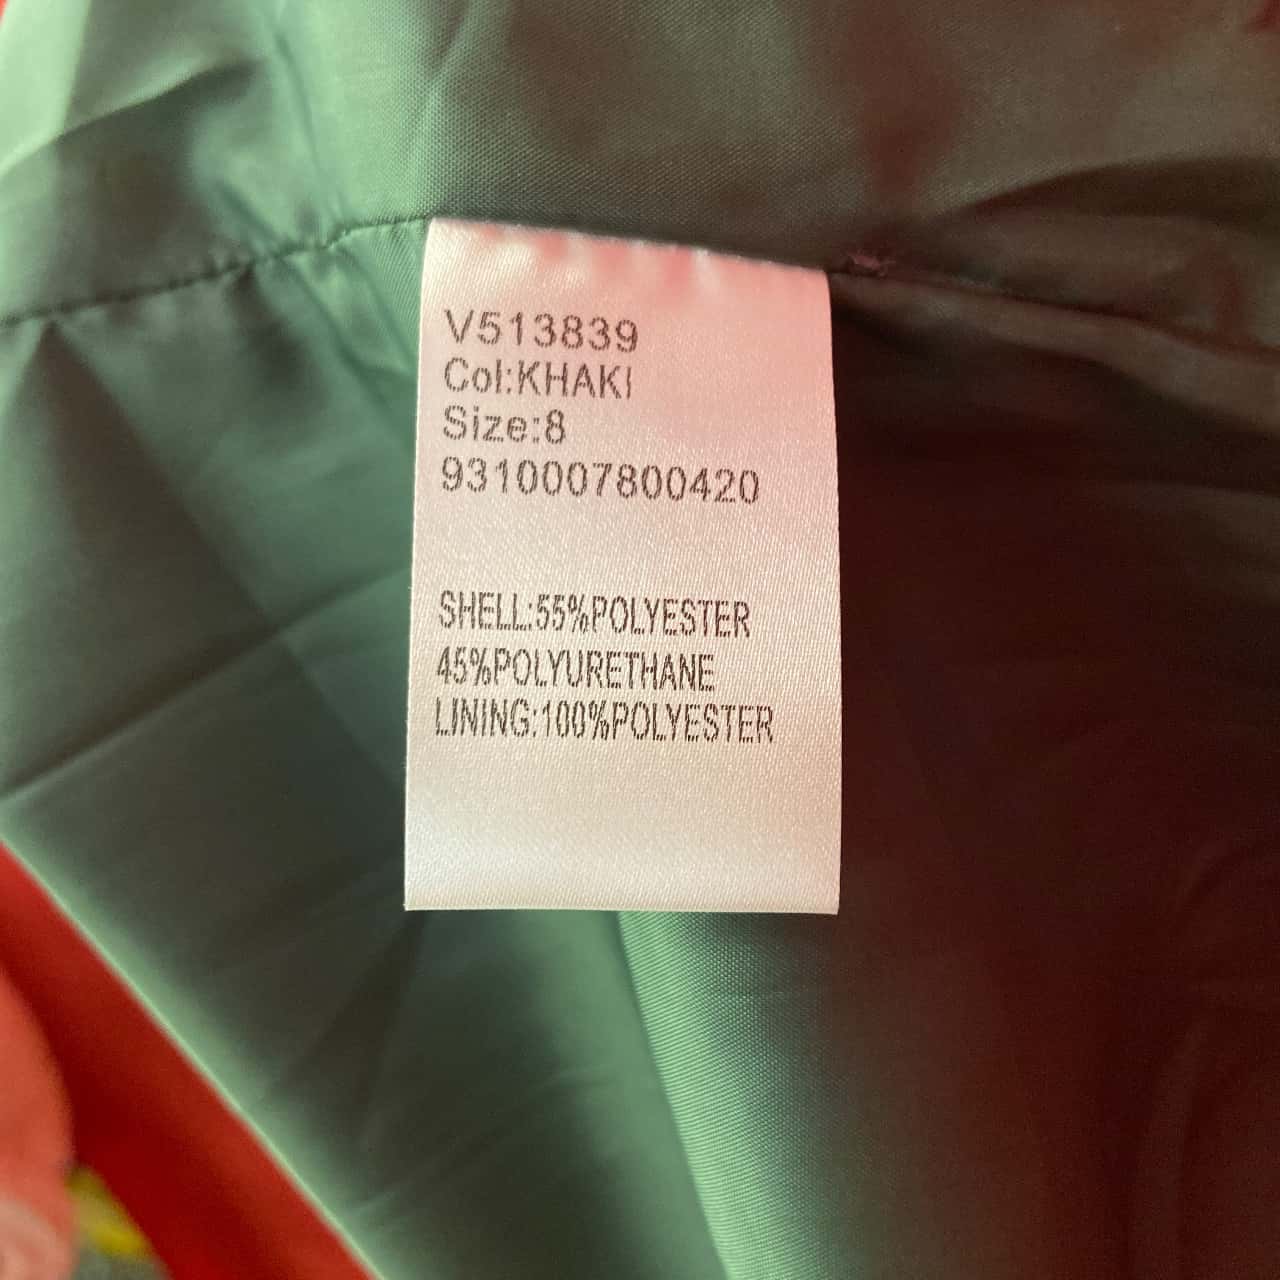 V513839
Col:KHAKI
Size:8
9310007800420
SHELL:55%POLYESTER
45%POLYURETHANE
LINING:100%POLYESTER